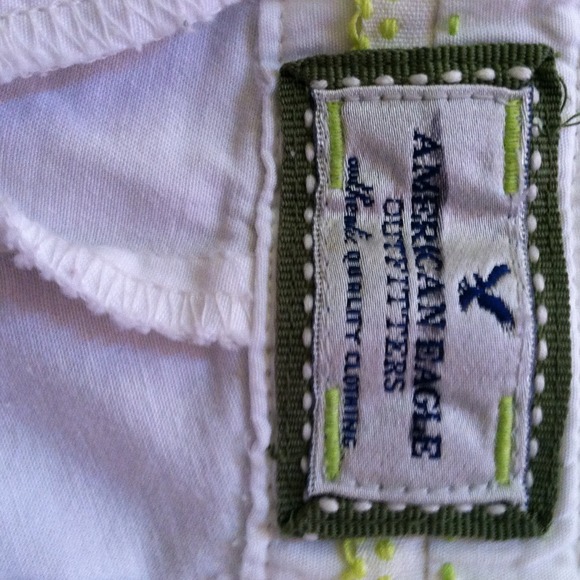 AMERICAN EAGLE
OUTFITTERS
authentic QUALITY CLOTHING